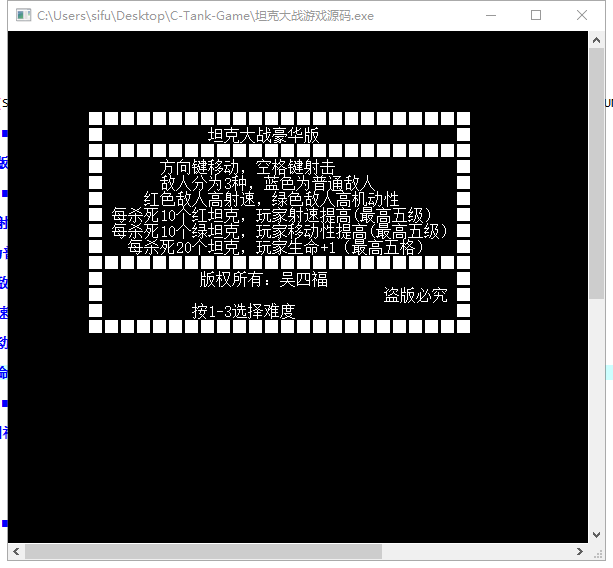 C:\Users\sifu\Desktop\C-Tank-Game\坦克大战游戏源码.exe
坦克大战豪华版
方向键移动，空格键射击
敌人分为3种，蓝色为普通敌人
红色敌人高射速，绿色敌人高机动性
每杀死10个红坦克，玩家射速提高(最高五级）
每杀死10个绿坦克，玩家移动性提高(最高五级）
每杀死20个坦克，玩家生命+1（最高五格）
版权所有：吴四福
盗版必究
按1-3选择难度